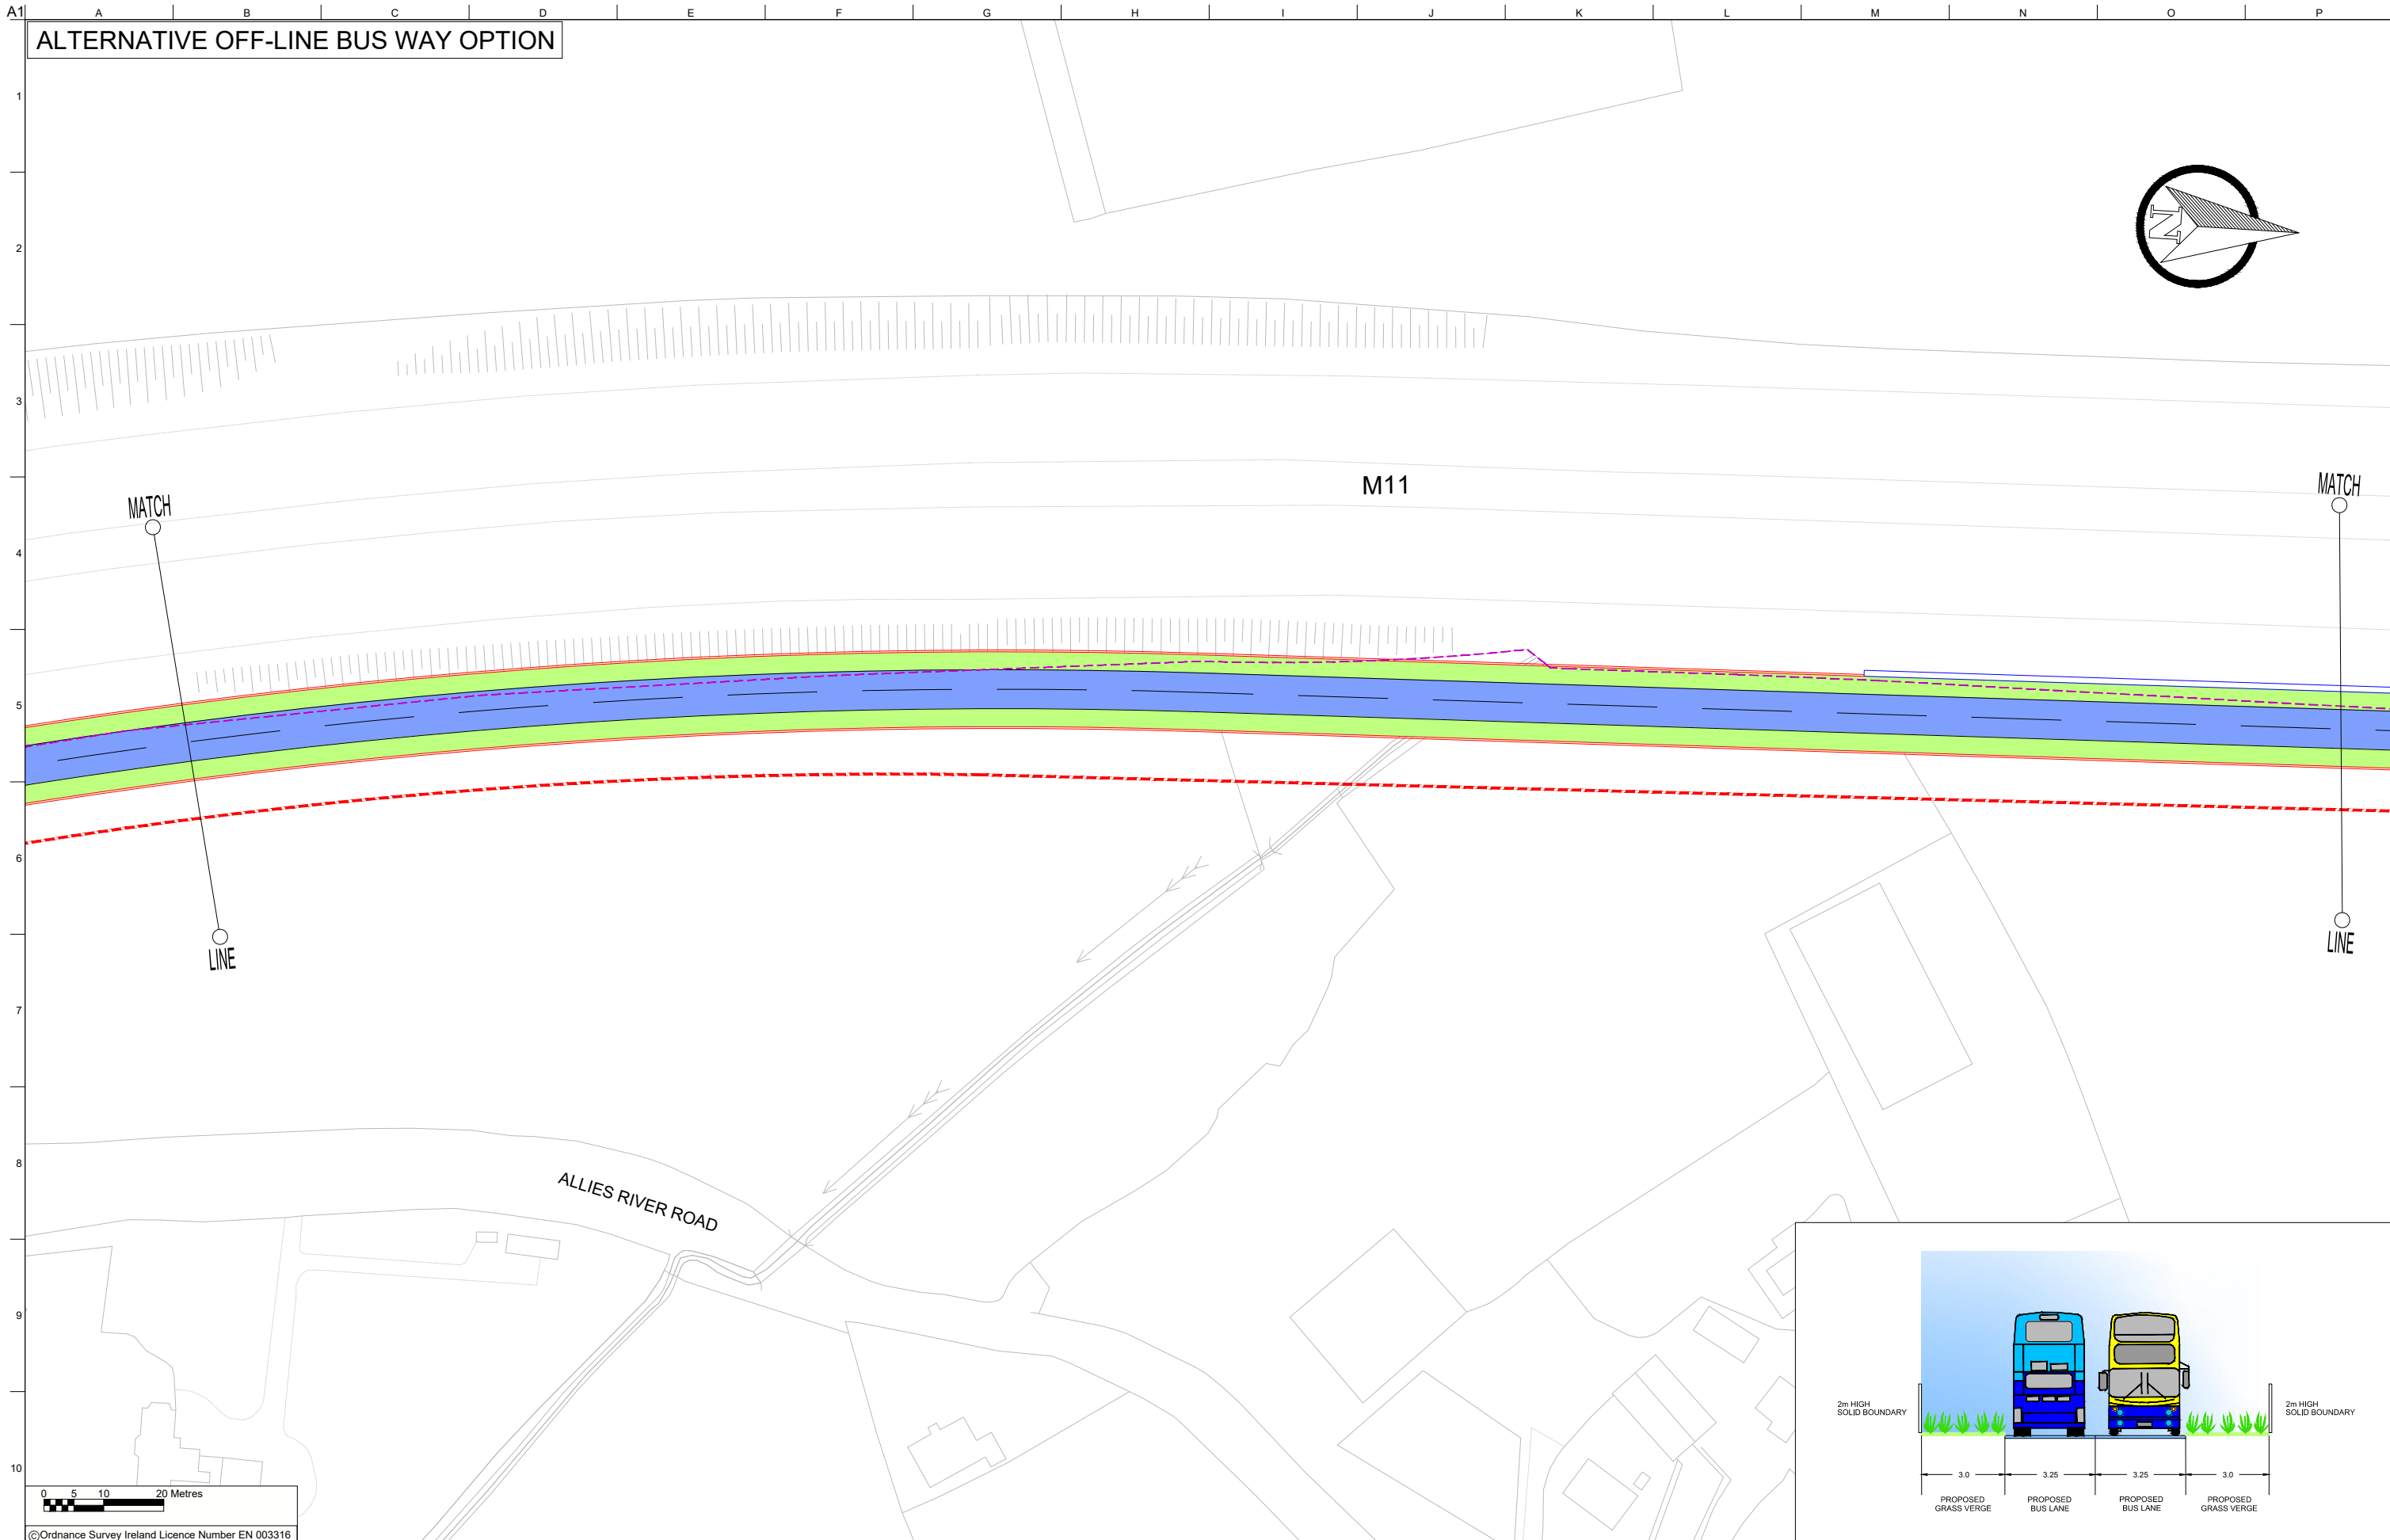 A1
A B C D E F G H I J K L M N O P
ALTERNATIVE OFF-LINE BUS WAY OPTION
1
2
N
3
M11
MATCH
MATCH
4
5
6
LINE
LINE
7
8
ALLIES RIVER ROAD
9
2m HIGH
SOLID BOUNDARY
2m HIGH
SOLID BOUNDARY
10
3.0 3.25 3.25 3.0
PROPOSED
GRASS VERGE
PROPOSED
BUS LANE
PROPOSED
BUS LANE
PROPOSED
GRASS VERGE
0 5 10 20 Metres
©Ordnance Survey Ireland Licence Number EN 003316